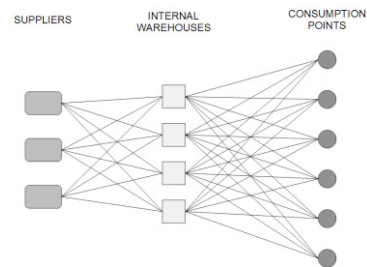 SUPPLIERS
INTERNAL
WAREHOUSES
CONSUMPTION
POINTS